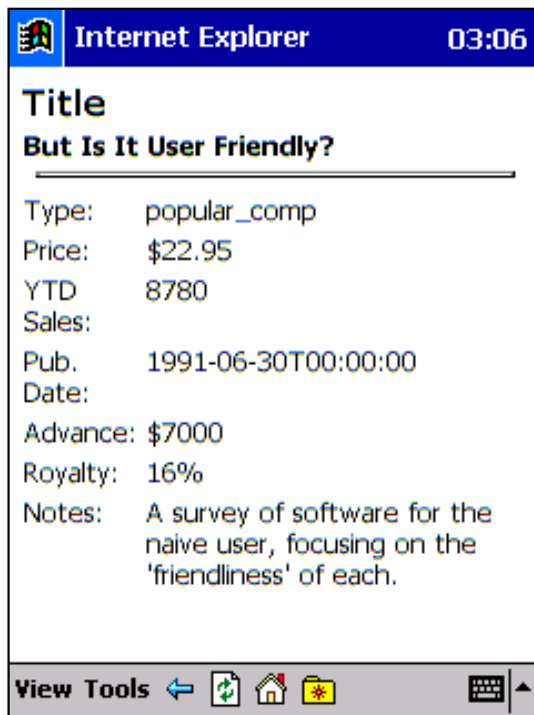 Internet Explorer 03:06
Title
But Is It User Friendly?
Type: popular_comp
Price: $22.95
YTD 8780
Sales:
Pub. 1991-06-30T00:00:00
Date:
Advance: $7000
Royalty: 16%
Notes: A survey of software for the
naive user, focusing on the
'friendliness' of each.
View Tools